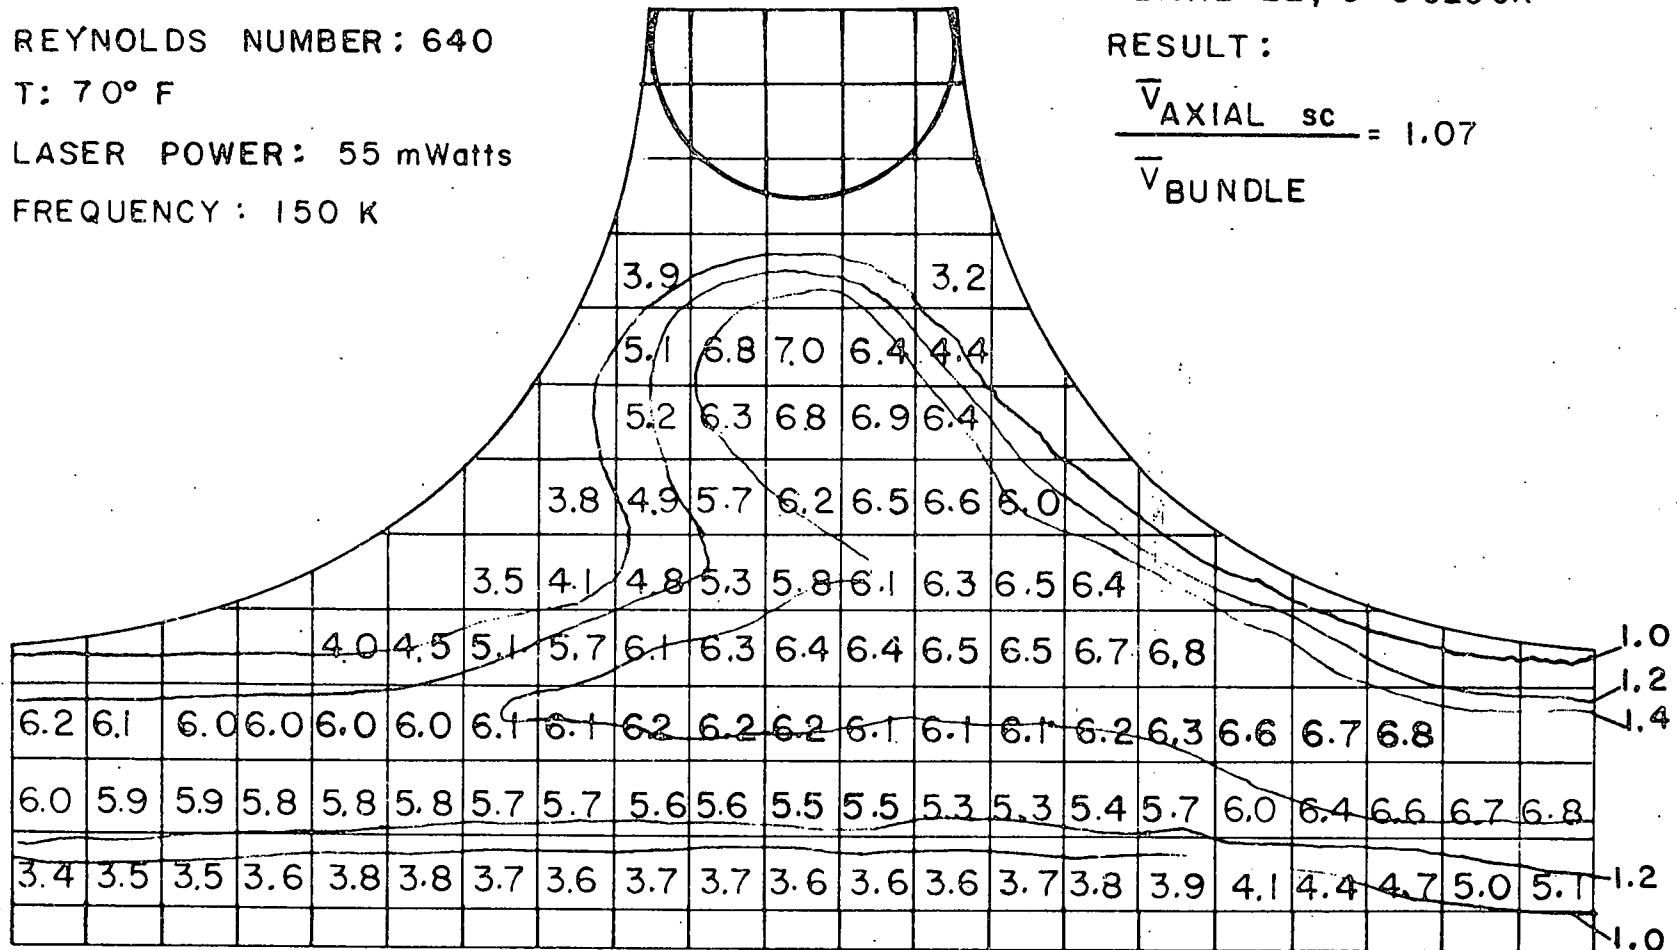 REYNOLDS NUMBER: 640
T: 70° F
LASER POWER: 55 mWatts
FREQUENCY: 150 K
RESULT:
V̄AXIAL sc
= 1.07
V̄BUNDLE
3.9 3.2
5.1 6.8 7.0 6.4 4.4
5.2 6.3 6.8 6.9 6.4
3.8 4.9 5.7 6.2 6.5 6.6 6.0
3.5 4.1 4.8 5.3 5.8 6.1 6.3 6.5 6.4
4.0 4.5 5.1 5.7 6.1 6.3 6.4 6.4 6.5 6.5 6.7 6.8
1.0
1.2
6.2 6.1 6.0 6.0 6.0 6.0 6.1 6.1 6.2 6.2 6.2 6.1 6.1 6.1 6.2 6.3 6.6 6.7 6.8
1.4
6.0 5.9 5.9 5.8 5.8 5.8 5.7 5.7 5.6 5.6 5.5 5.5 5.3 5.3 5.4 5.7 6.0 6.4 6.6 6.7 6.8
3.4 3.5 3.5 3.6 3.8 3.8 3.7 3.6 3.7 3.7 3.6 3.6 3.6 3.7 3.8 3.9 4.1 4.4 4.7 5.0 5.1
1.2
1.0